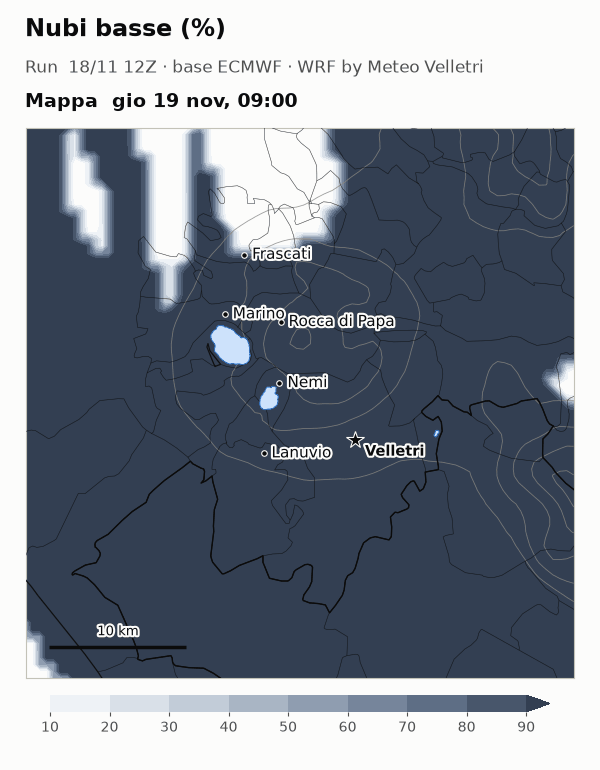 Nubi basse (%)
Run 18/11 12Z · base ECMWF · WRF by Meteo Velletri
Mappa gio 19 nov, 09:00
Frascati
Marino
Rocca di Papa
Nemi
Velletri
Lanuvio
10 km
10 20 30 40 50 60 70 80 90